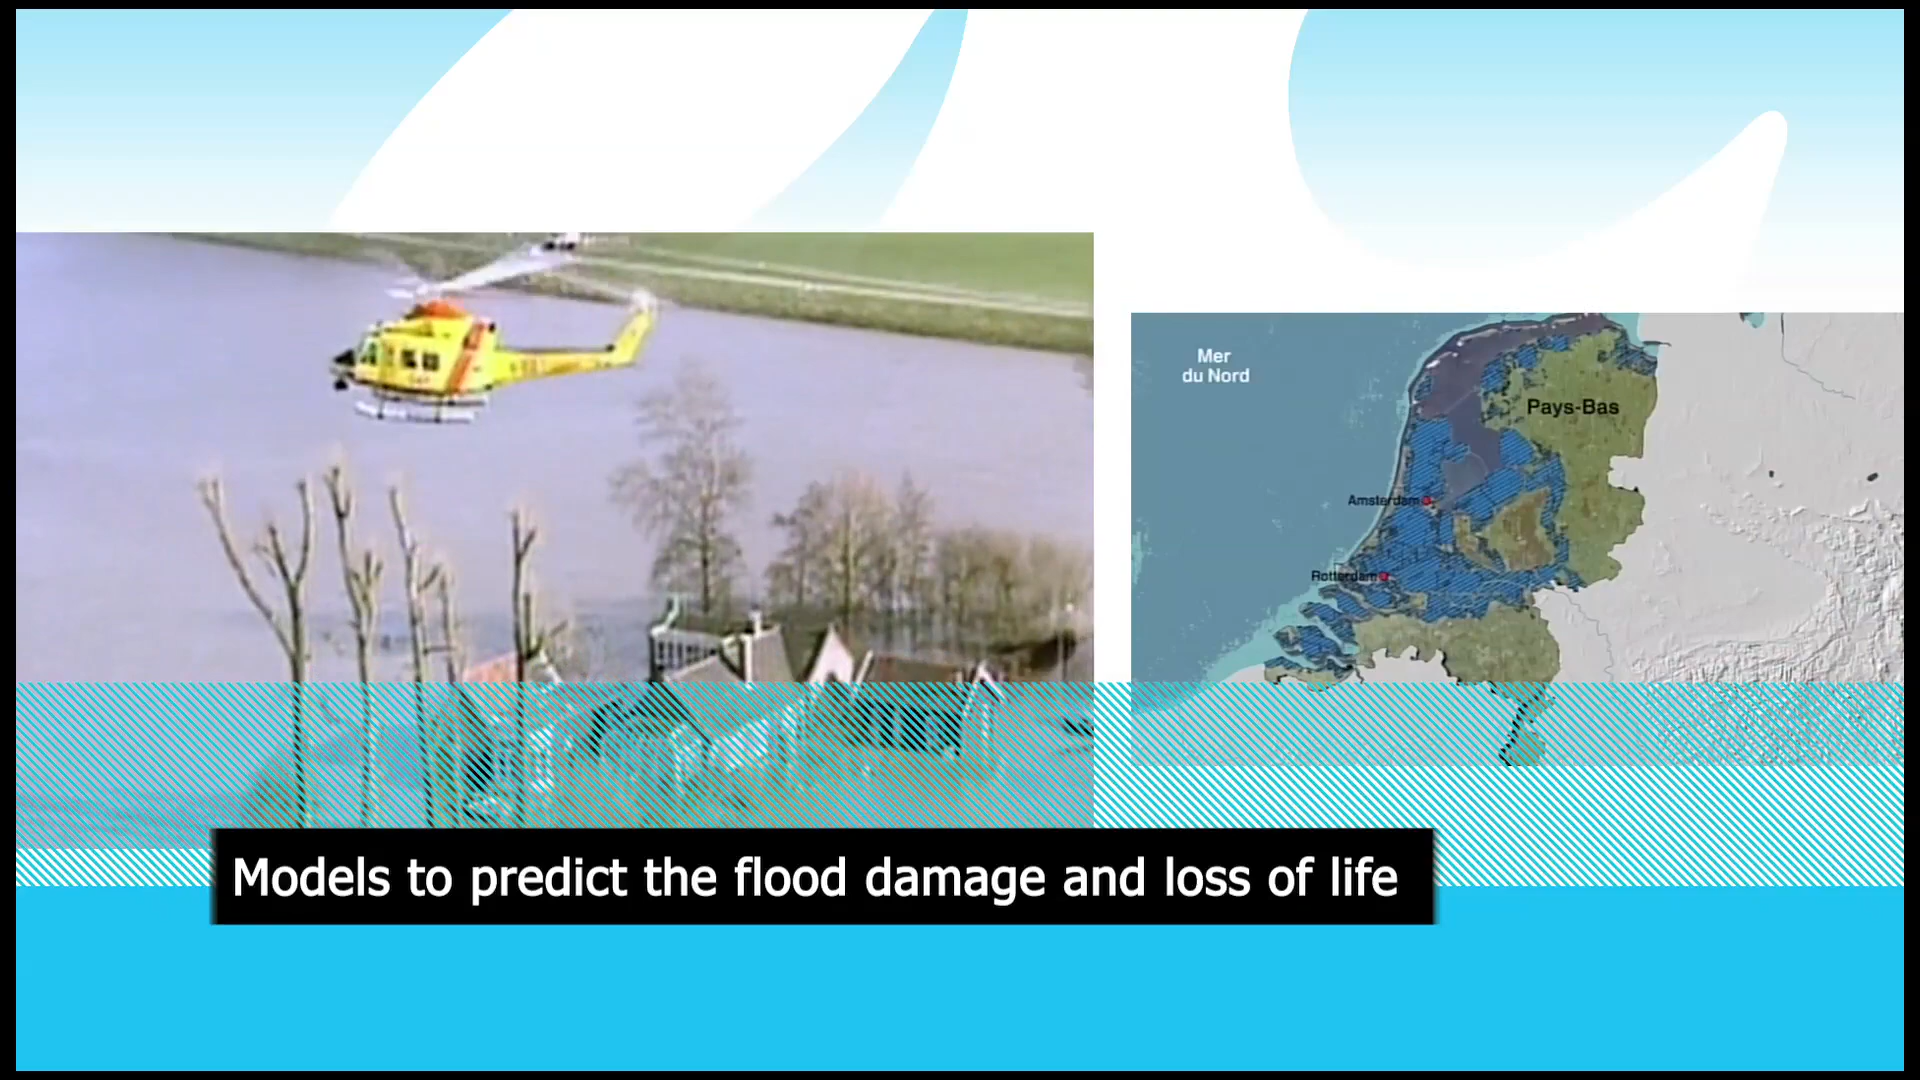 Mer
du Nord
Pays-Bas
Amsterdam
Rotterdam
Models to predict the flood damage and loss of life